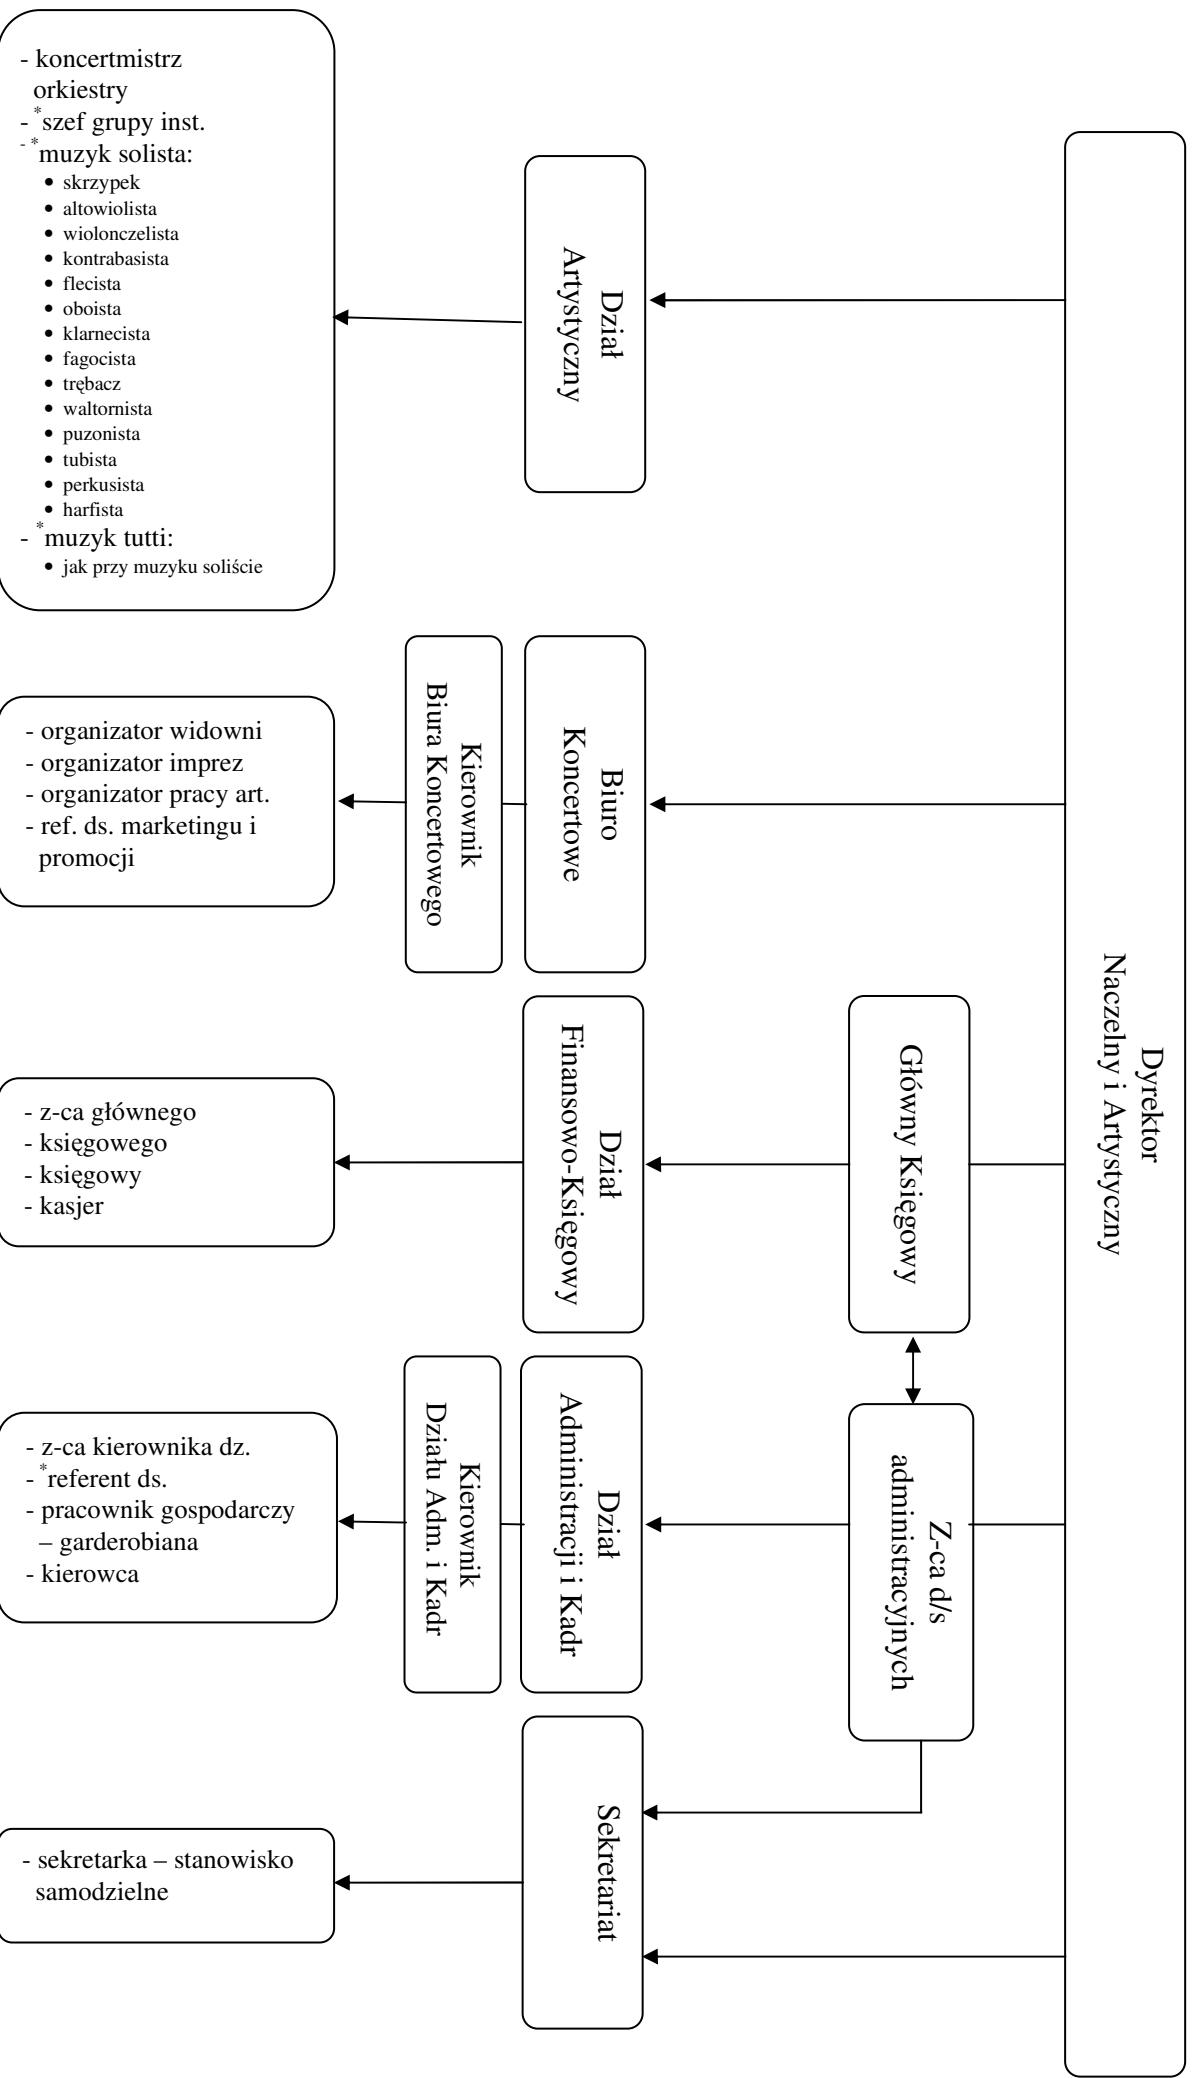 Dyrektor
Naczelny i Artystyczny
Główny Księgowy
Z-ca d/s
administracyjnych
Dział
Artystyczny
Biuro
Koncertowe
Dział
Finansowo-Księgowy
Dział
Administracji i Kadr
Sekretariat
Kierownik
Biura Koncertowego
Kierownik
Działu Adm. i Kadr
- koncertmistrz
orkiestry
- *szef grupy inst.
- *muzyk solista:
• skrzypek
• altowiolista
• wiolonczelista
• kontrabasista
• flecista
• oboista
• klarnecista
• fagocista
• trębacz
• waltornista
• puzonista
• tubista
• perkusista
• harfista
- *muzyk tutti:
• jak przy muzyku soliście
- organizator widowni
- organizator imprez
- organizator pracy art.
- ref. ds. marketingu i
promocji
- z-ca głównego
- księgowego
- księgowy
- kasjer
- z-ca kierownika dz.
- *referent ds.
- pracownik gospodarczy
– garderobiana
- kierowca
- sekretarka – stanowisko
samodzielne